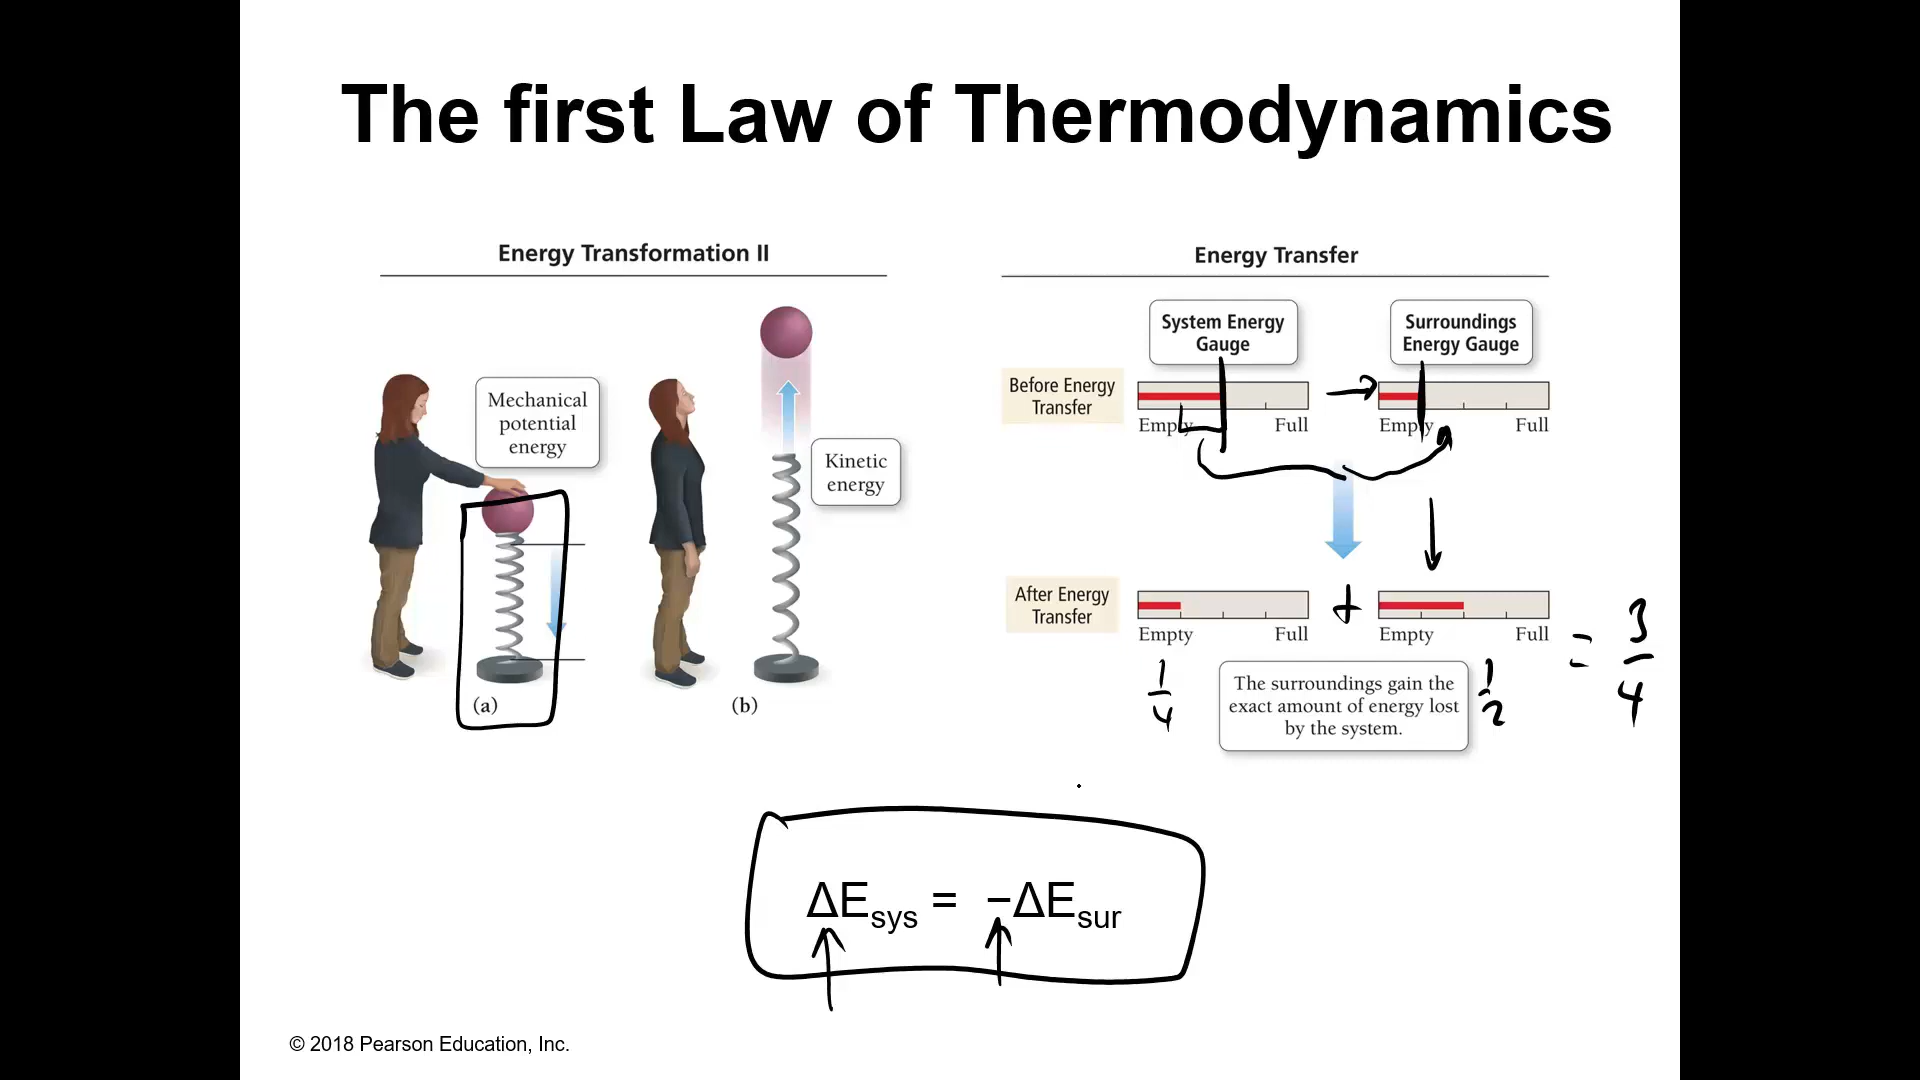 The first Law of Thermodynamics
Energy Transformation II
Mechanical
potential
energy
Kinetic
energy
(a)
(b)
Energy Transfer
System Energy
Gauge
Surroundings
Energy Gauge
Before Energy
Transfer
Empty Full
Empty Full
After Energy
Transfer
+
Empty Full
Empty Full
1/4
1/2
= 3/4
The surroundings gain the
exact amount of energy lost
by the system.
ΔEsys = −ΔEsur
© 2018 Pearson Education, Inc.